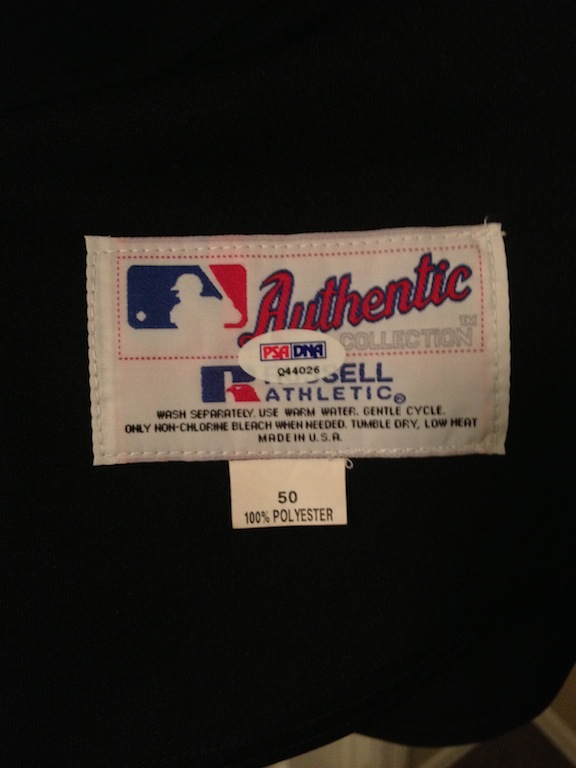 Authentic
COLLECTION™
PSA DNA
Q44026
ATHLETIC®
WASH SEPARATELY. USE WARM WATER. GENTLE CYCLE.
ONLY NON-CHLORINE BLEACH WHEN NEEDED. TUMBLE DRY, LOW HEAT
MADE IN U.S.A.
50
100% POLYESTER